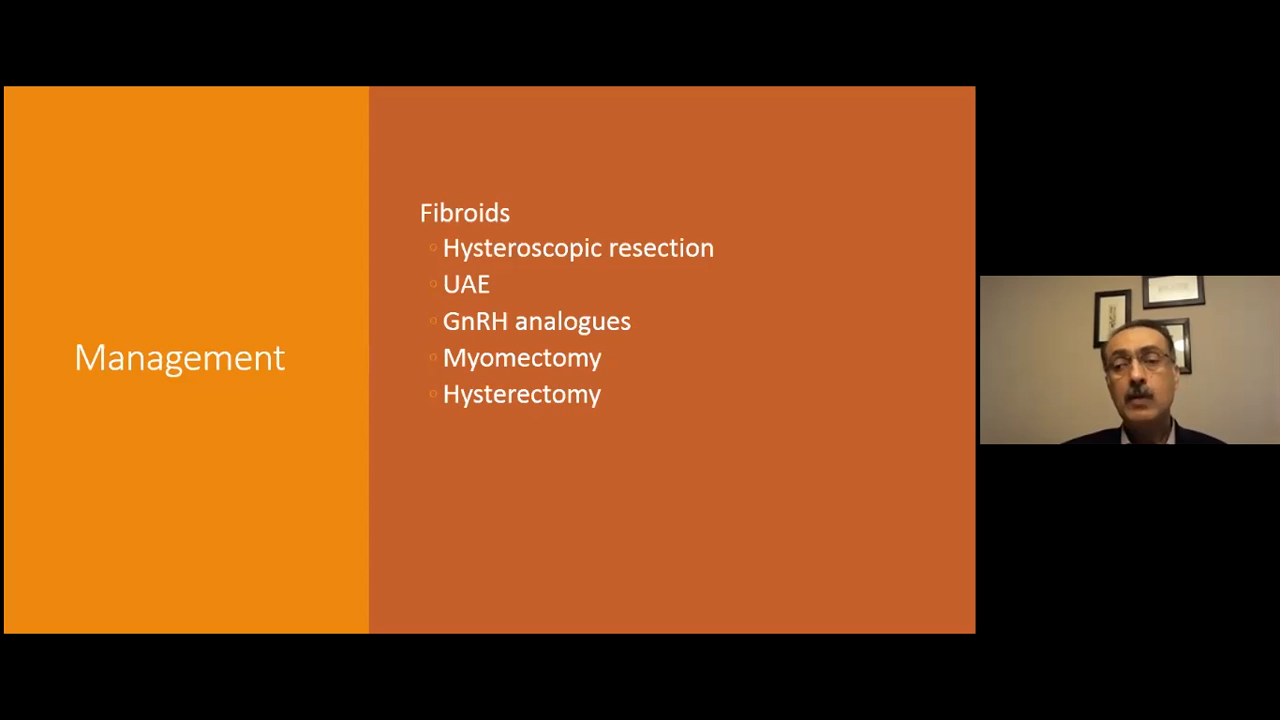 Management
Fibroids
◦ Hysteroscopic resection
◦ UAE
◦ GnRH analogues
◦ Myomectomy
◦ Hysterectomy